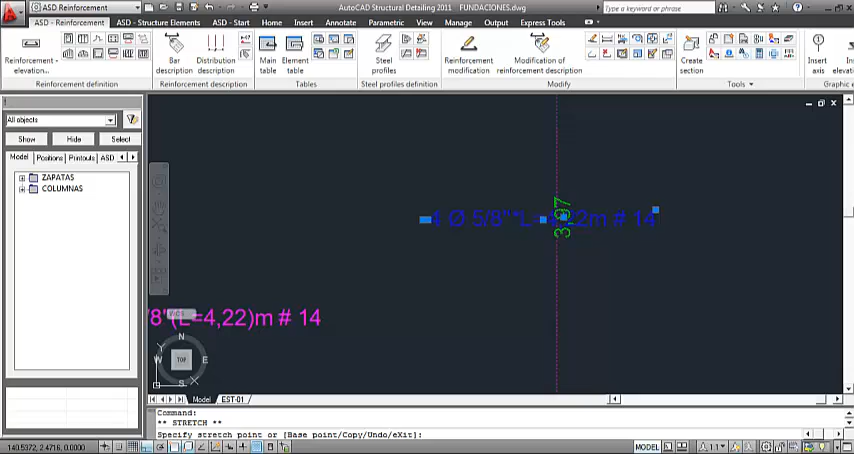 ASD Reinforcement
AutoCAD Structural Detailing 2011 FUNDACIONES.dwg
Type a keyword or phrase
ASD - Reinforcement
ASD - Structure Elements
ASD - Start
Home
Insert
Annotate
Parametric
View
Manage
Output
Express Tools
Reinforcement - elevation...
Bar description
Distribution description
Main table
Element table
Steel profiles
Reinforcement modification
Modification of reinforcement description
Create section
Insert axis
Reinforcement definition
Reinforcement description
Tables
Steel profiles definition
Modify
Tools
All objects
Show
Hide
Select
Model
Positions
Printouts
ASD
ZAPATAS
COLUMNAS
3,97
/8"(L=4,22)m # 14
WCS
N
W
TOP
E
S
Y
X
Model
EST-01
Command:
** STRETCH **
Specify stretch point or [Base point/Copy/Undo/eXit]:
140.5372, 2.4716, 0.0000
MODEL
1:1